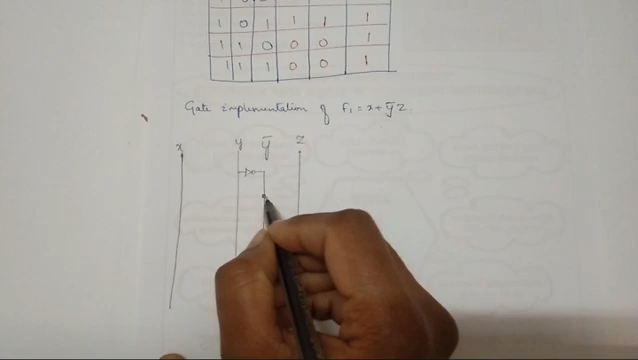 1 0 1 1 1 1
1 1 0 0 0 1
1 1 1 0 0 1
Gate implementation of F₁ = x + y̅ z.
x y y̅ z